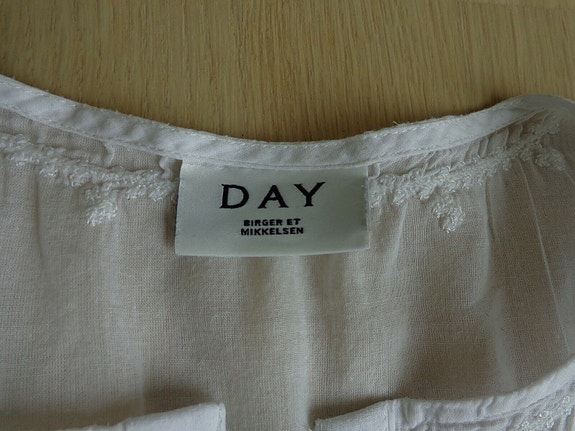 DAY
BIRGER ET
MIKKELSEN